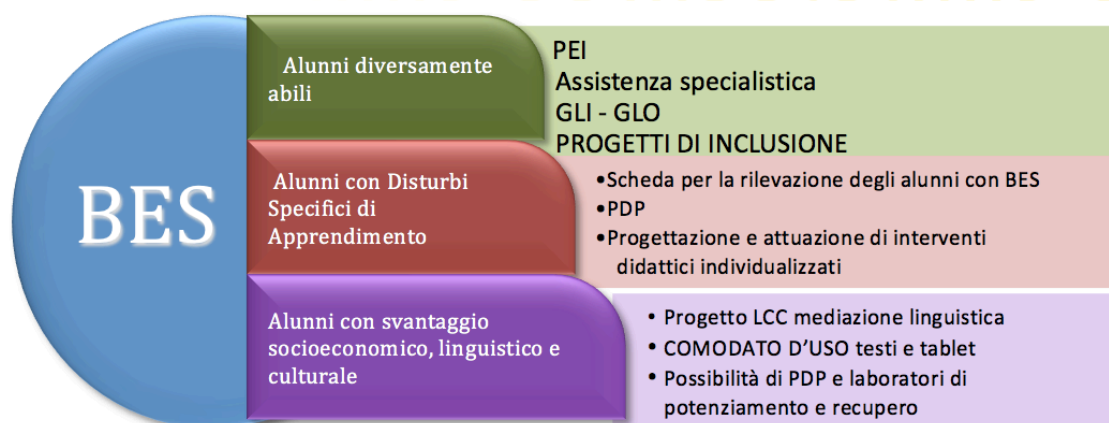 BES
Alunni diversamente
abili
PEI
Assistenza specialistica
GLI - GLO
PROGETTI DI INCLUSIONE
Alunni con Disturbi
Specifici di
Apprendimento
•Scheda per la rilevazione degli alunni con BES
•PDP
•Progettazione e attuazione di interventi
didattici individualizzati
Alunni con svantaggio
socioeconomico, linguistico e
culturale
• Progetto LCC mediazione linguistica
• COMODATO D’USO testi e tablet
• Possibilità di PDP e laboratori di
potenziamento e recupero